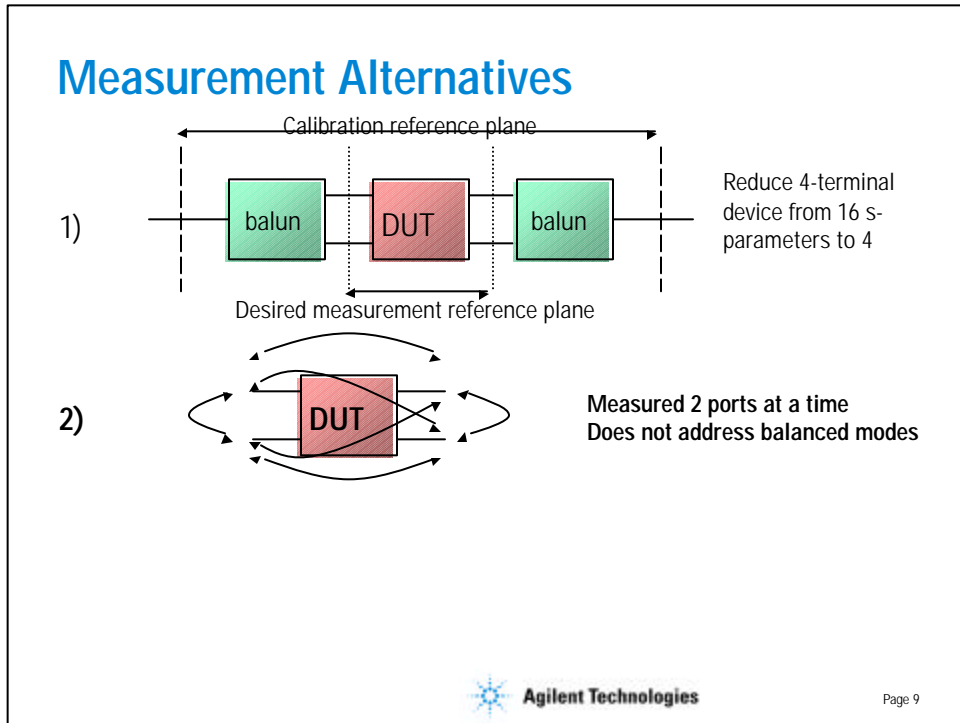 Measurement Alternatives
Calibration reference plane
1)
balun
DUT
balun
Reduce 4-terminal
device from 16 s-
parameters to 4
Desired measurement reference plane
2)
DUT
Measured 2 ports at a time
Does not address balanced modes
Agilent Technologies
Page 9